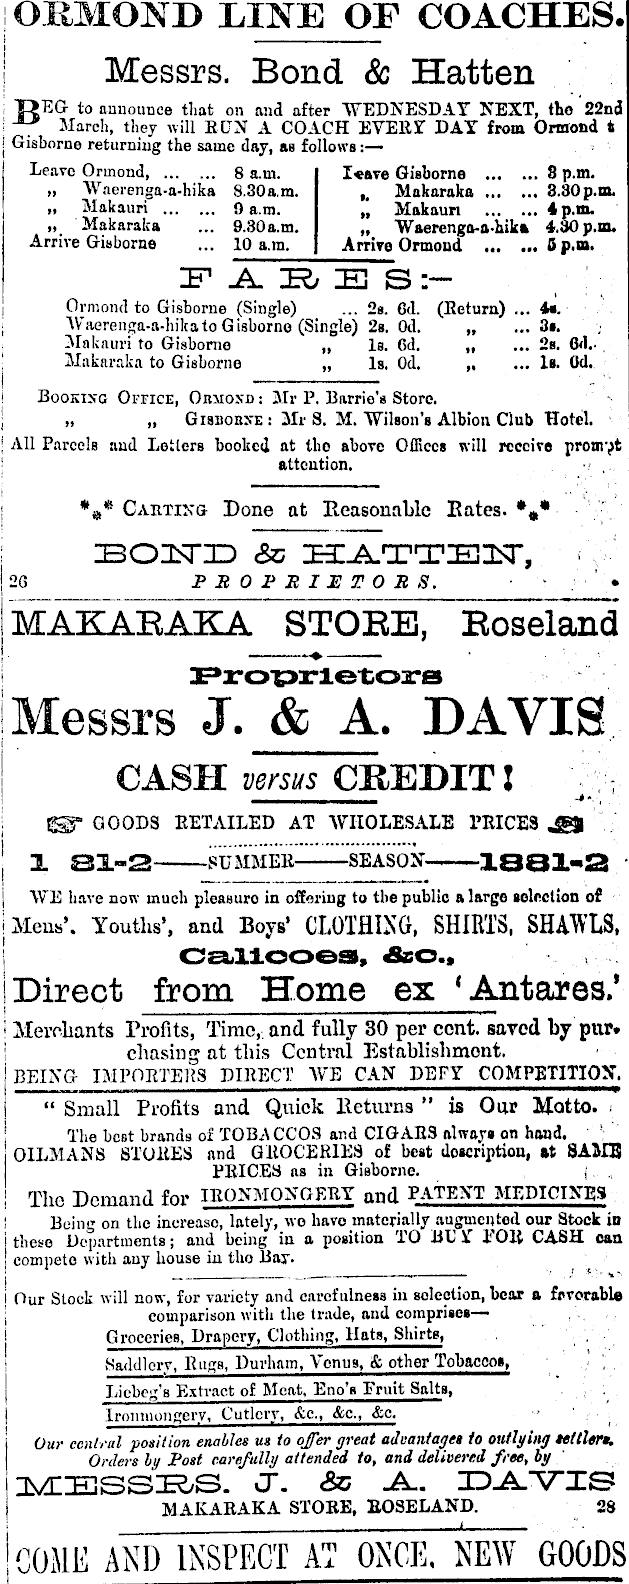 ORMOND LINE OF COACHES.
Messrs. Bond & Hatten
BEG to announce that on and after WEDNESDAY NEXT, the 22nd
March, they will RUN A COACH EVERY DAY from Ormond to
Gisborne returning the same day, as follows:—
Leave Ormond, ... ... 8 a.m.
„ Waerenga-a-hika 8.30 a.m.
„ Makauri ... ... 9 a.m.
„ Makaraka ... 9.30 a.m.
Arrive Gisborne ... 10 a.m.
Leave Gisborne ... ... 3 p.m.
„ Makaraka ... ... 3.30 p.m.
„ Makauri ... ... 4 p.m.
„ Waerenga-a-hika 4.30 p.m.
Arrive Ormond ... ... 5 p.m.
FARES:—
Ormond to Gisborne (Single) ... 2s. 6d. (Return) ... 4s.
Waerenga-a-hika to Gisborne (Single) 2s. 0d. „ ... 3s.
Makauri to Gisborne „ 1s. 6d. „ ... 2s. 6d.
Makaraka to Gisborne „ 1s. 0d. „ ... 1s. 6d.
BOOKING OFFICE, ORMOND: Mr P. Barrie's Store.
„ „ GISBORNE: Mr S. M. Wilson's Albion Club Hotel.
All Parcels and Letters booked at the above Offices will receive prompt
attention.
*** CARTING Done at Reasonable Rates. ***
BOND & HATTEN,
26 PROPRIETORS.
MAKARAKA STORE, Roseland
Proprietors
Messrs J. & A. DAVIS
CASH versus CREDIT!
GOODS RETAILED AT WHOLESALE PRICES
1 81-2——SUMMER——SEASON——1881-2
WE have now much pleasure in offering to the public a large selection of
Mens'. Youths', and Boys' CLOTHING, SHIRTS, SHAWLS,
Calicoes, &c.,
Direct from Home ex 'Antares.'
Merchants Profits, Time, and fully 30 per cent. saved by pur-
chasing at this Central Establishment.
BEING IMPORTERS DIRECT WE CAN DEFY COMPETITION.
"Small Profits and Quick Returns" is Our Motto.
The best brands of TOBACCOS and CIGARS always on hand.
OILMANS STORES and GROCERIES of best description, at SAME
PRICES as in Gisborne.
The Demand for IRONMONGERY and PATENT MEDICINES
Being on the increase, lately, we have materially augmented our Stock in
these Departments; and being in a position TO BUY FOR CASH can
compete with any house in the Bay.
Our Stock will now, for variety and carefulness in selection, bear a favorable
comparison with the trade, and comprises—
Groceries, Drapery, Clothing, Hats, Shirts,
Saddlery, Rugs, Durham, Venus, & other Tobaccos,
Liebeg's Extract of Meat, Eno's Fruit Salts,
Ironmongery, Cutlery, &c., &c., &c.
Our central position enables us to offer great advantages to outlying settlers.
Orders by Post carefully attended to, and delivered free, by
MESSRS. J. & A. DAVIS
MAKARAKA STORE, ROSELAND. 28
COME AND INSPECT AT ONCE, NEW GOODS